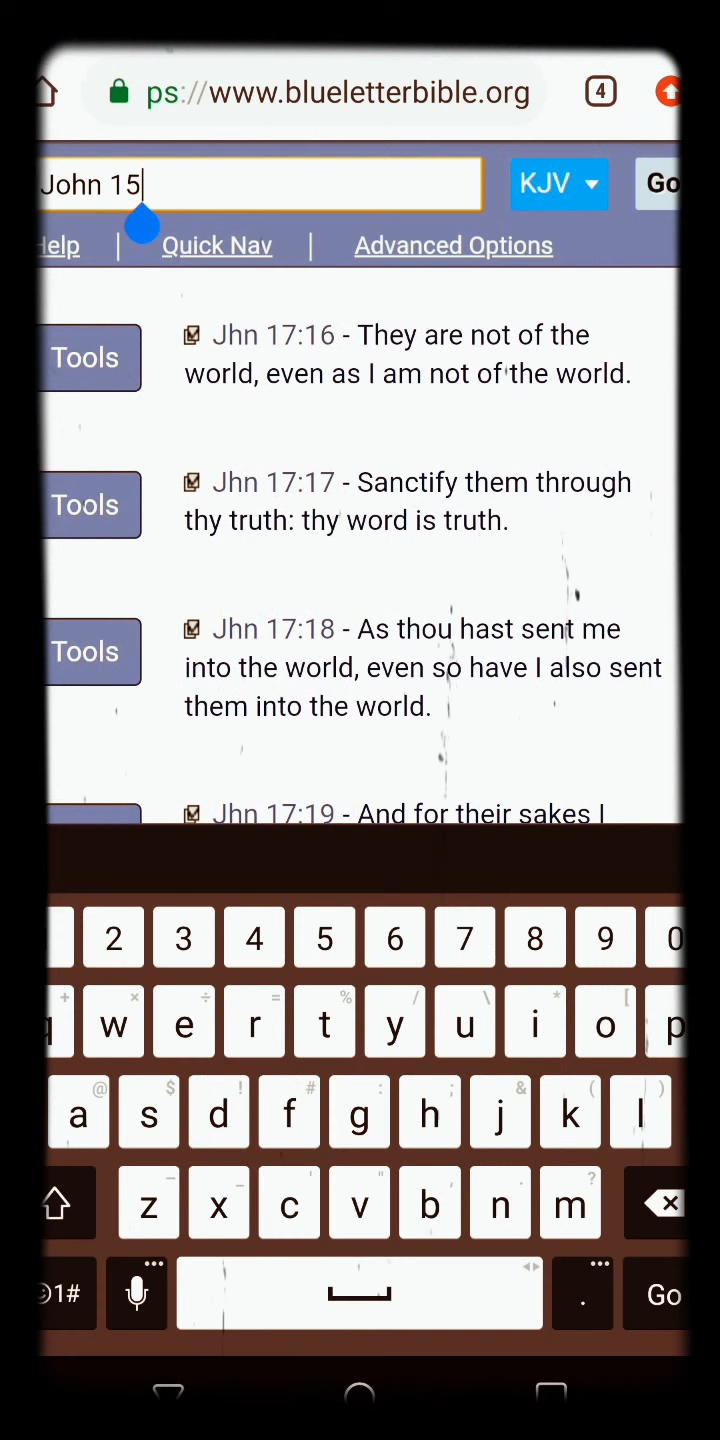 ps://www.blueletterbible.org 4
John 15 KJV Go
Help | Quick Nav | Advanced Options
Tools
Jhn 17:16 - They are not of the
world, even as I am not of the world.
Tools
Jhn 17:17 - Sanctify them through
thy truth: thy word is truth.
Tools
Jhn 17:18 - As thou hast sent me
into the world, even so have I also sent
them into the world.
Jhn 17:19 - And for their sakes I
2 3 4 5 6 7 8 9 0
+ × ÷ = % / \ * [
q w e r t y u i o p
@ $ ! # : ; & ( )
a s d f g h j k l
- _ ' " , . ?
z x c v b n m
☺1# . Go